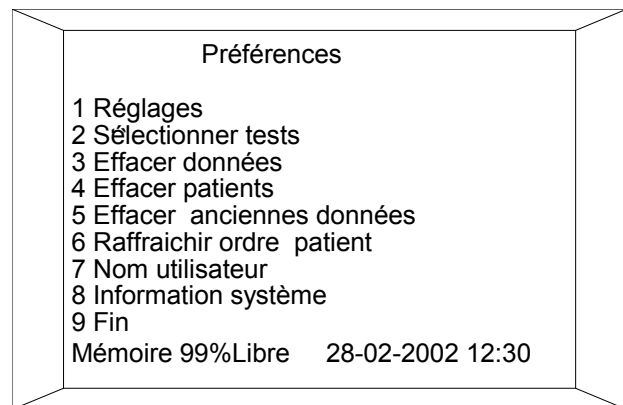 Préférences
1 Réglages
2 Sélectionner tests
3 Effacer données
4 Effacer patients
5 Effacer anciennes données
6 Raffraichir ordre patient
7 Nom utilisateur
8 Information système
9 Fin
Mémoire 99%Libre 28-02-2002 12:30